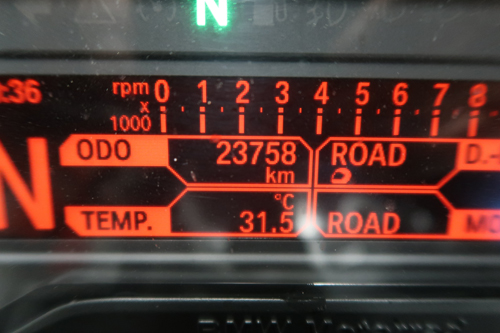 N
:36 rpm 0 1 2 3 4 5 6 7 8
x
1000
N ODO 23758 ROAD D.-
km
°C
TEMP. 31.5 ROAD